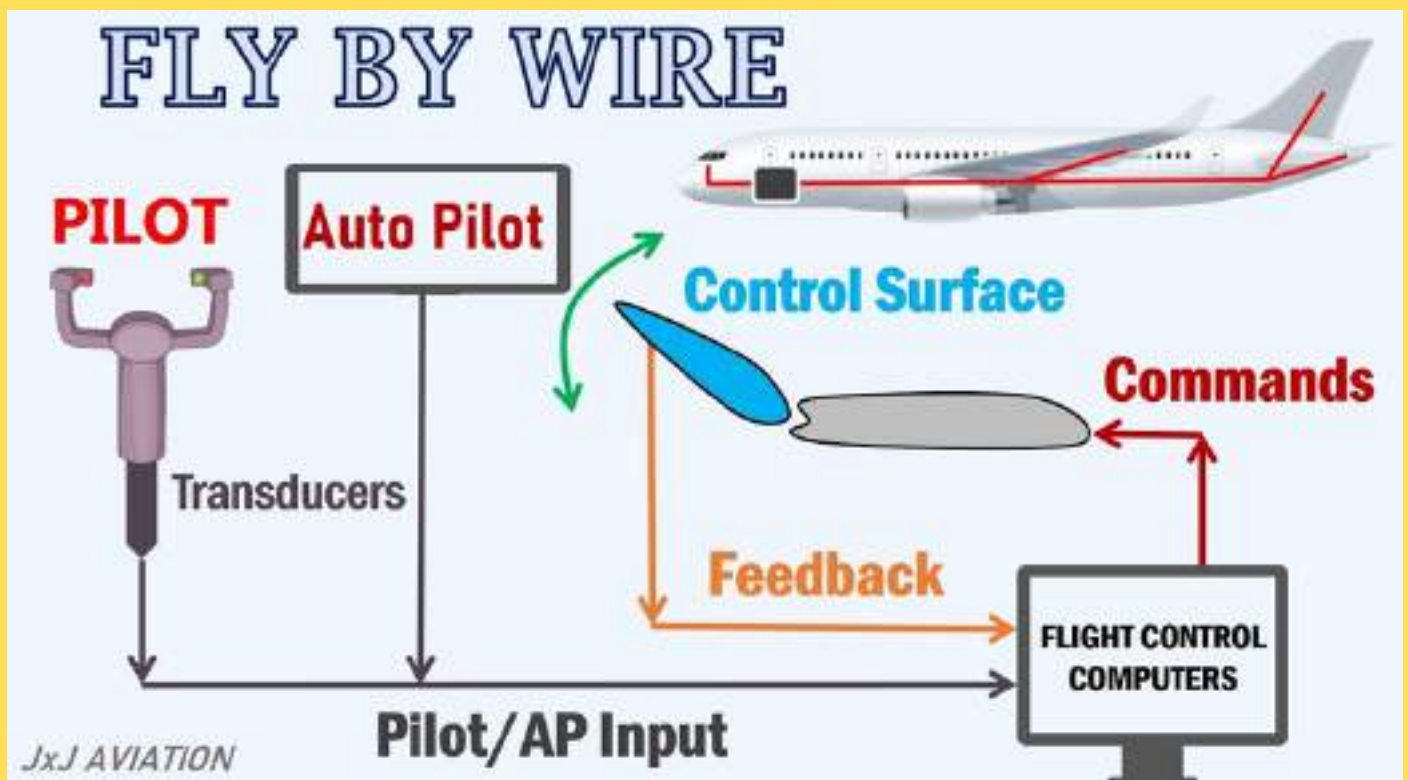 FLY BY WIRE
PILOT
Auto Pilot
Control Surface
Commands
Transducers
Feedback
FLIGHT CONTROL
COMPUTERS
Pilot/AP Input
JxJ AVIATION